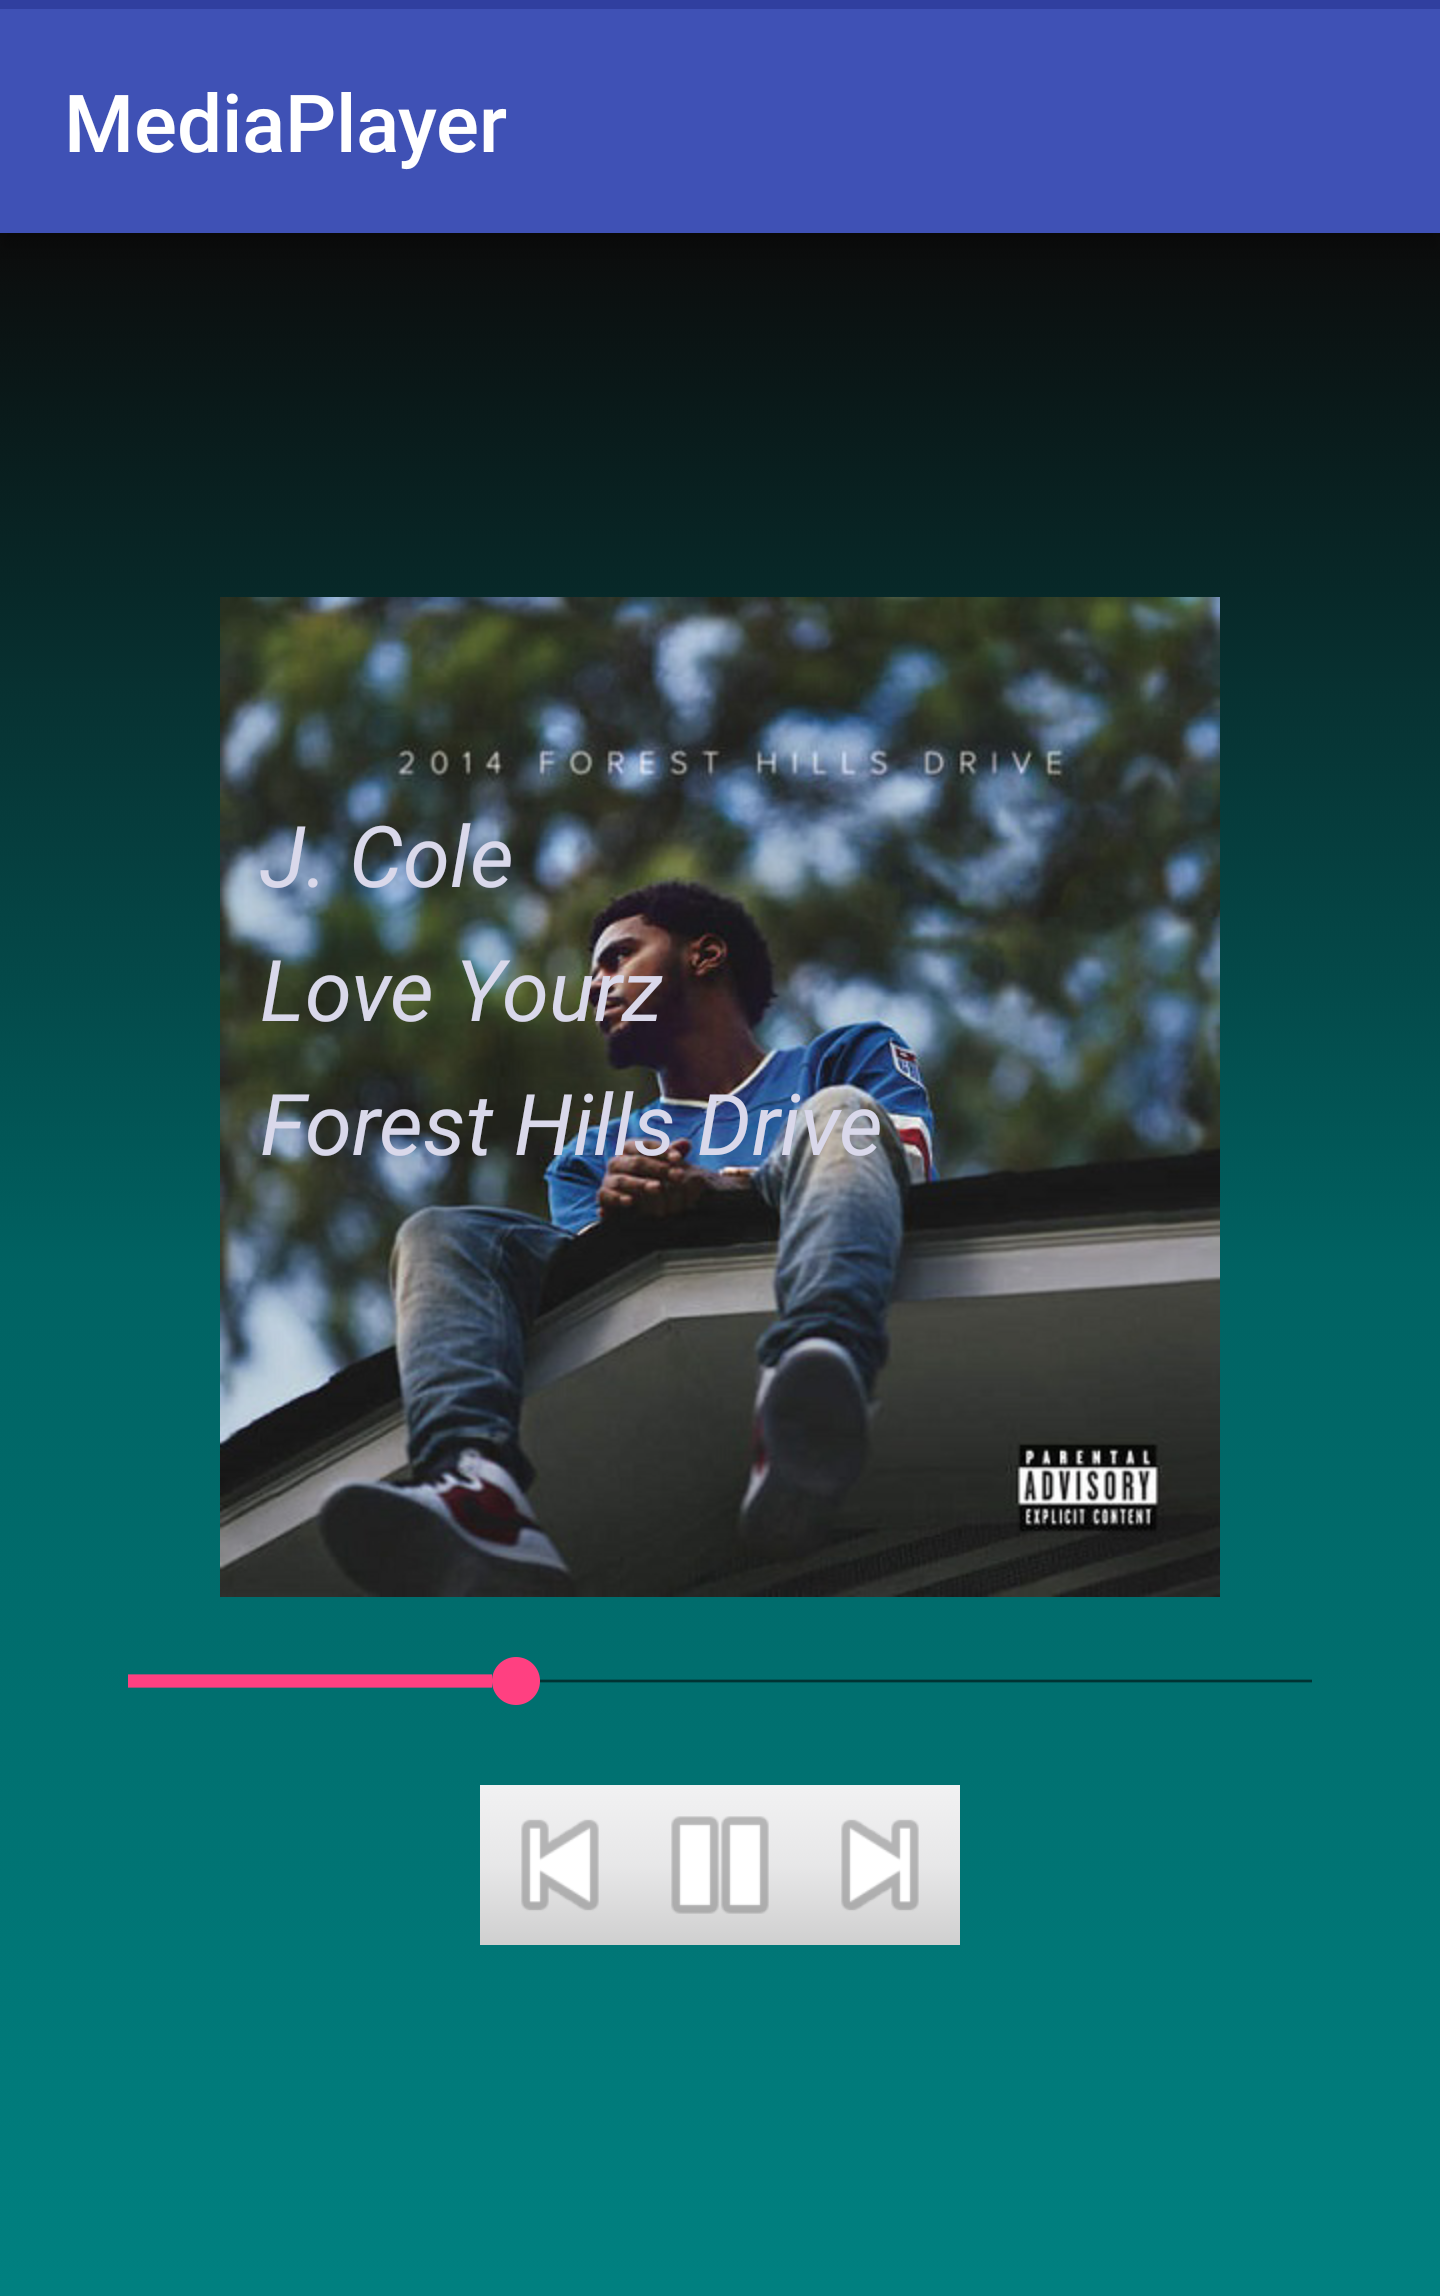 MediaPlayer
2014 FOREST HILLS DRIVE
J. Cole
Love Yourz
Forest Hills Drive
PARENTAL
ADVISORY
EXPLICIT CONTENT